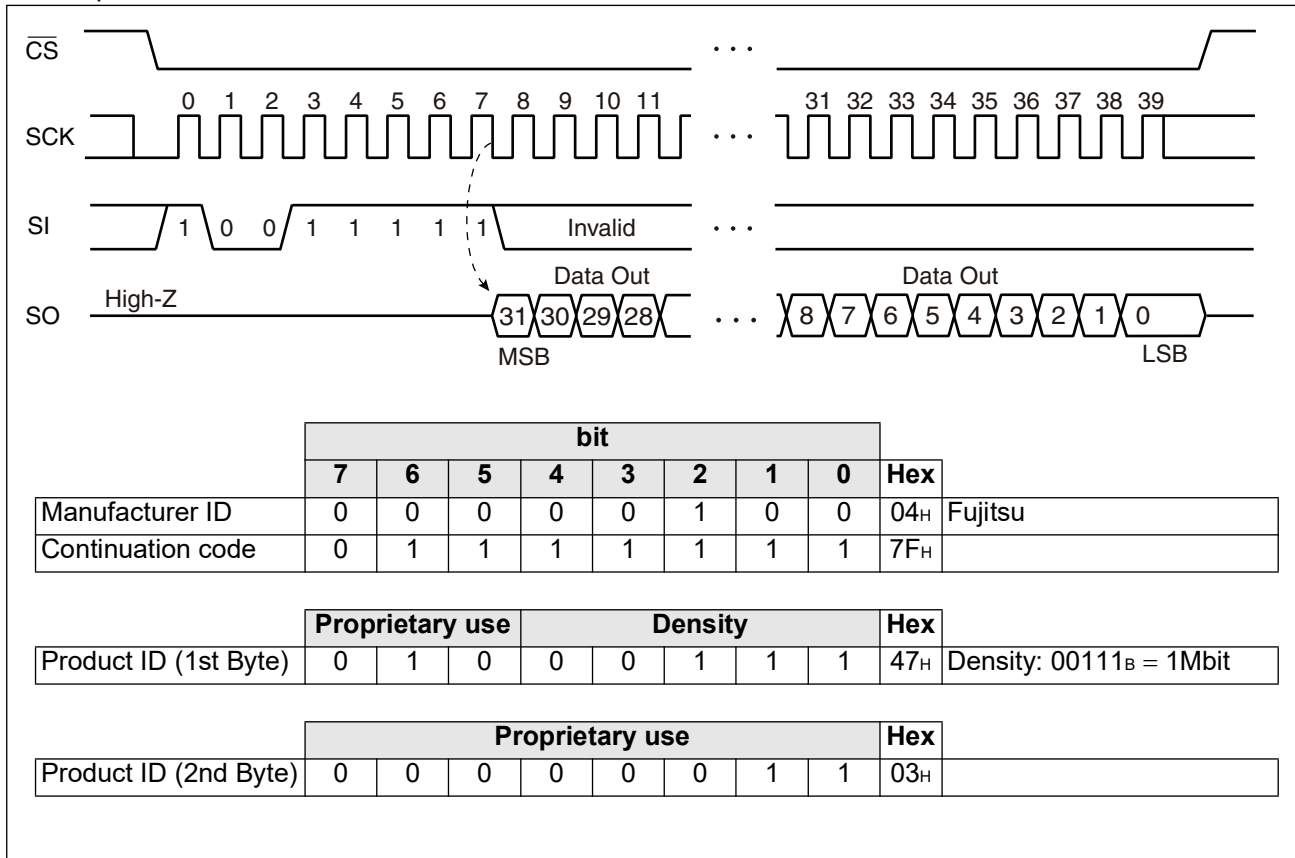 CS
0 1 2 3 4 5 6 7 8 9 10 11 31 32 33 34 35 36 37 38 39
SCK
SI 1 0 0 1 1 1 1 1 Invalid
Data Out Data Out
High-Z
SO 31 30 29 28 8 7 6 5 4 3 2 1 0
MSB LSB
bit
7 6 5 4 3 2 1 0 Hex
Manufacturer ID 0 0 0 0 0 1 0 0 04H Fujitsu
Continuation code 0 1 1 1 1 1 1 1 7FH
Proprietary use Density Hex
Product ID (1st Byte) 0 1 0 0 0 1 1 1 47H Density: 00111B = 1Mbit
Proprietary use Hex
Product ID (2nd Byte) 0 0 0 0 0 0 1 1 03H